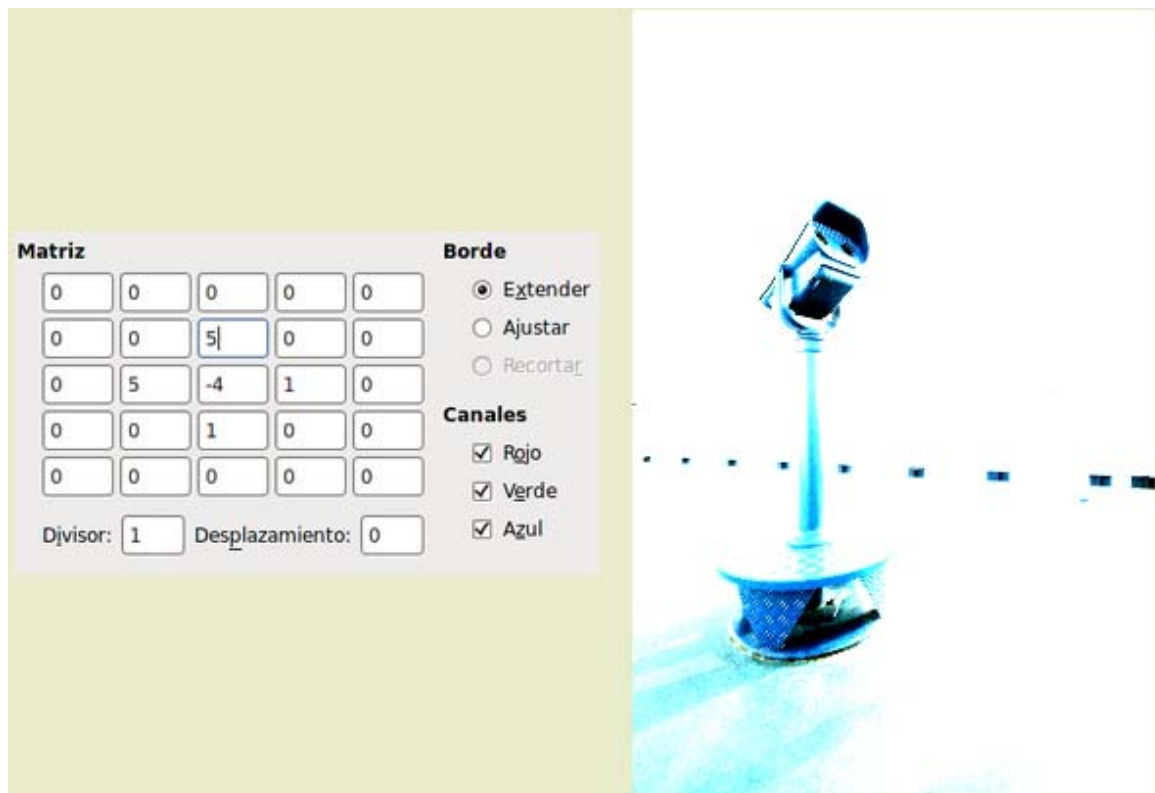 Matriz
0 0 0 0 0
0 0 5 0 0
0 5 -4 1 0
0 0 1 0 0
0 0 0 0 0
Divisor: 1 Desplazamiento: 0
Borde
Extender
Ajustar
Recortar
Canales
Rojo
Verde
Azul